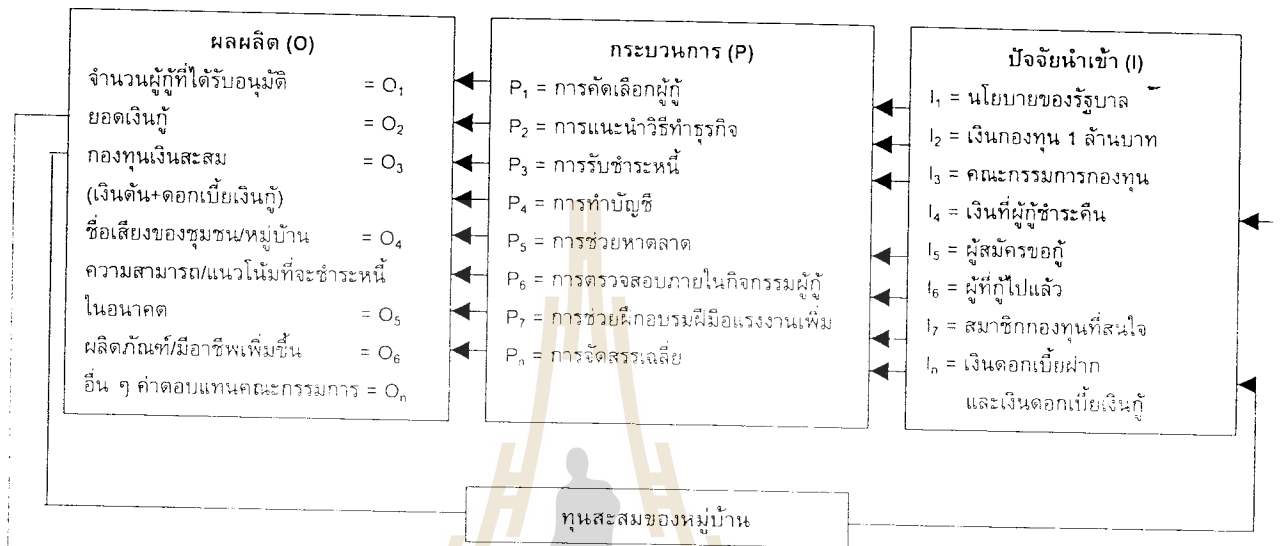 ผลผลิต (O)
จำนวนผู้กู้ที่ได้รับอนุมัติ = O₁
ยอดเงินกู้ = O₂
กองทุนเงินสะสม = O₃
(เงินต้น+ดอกเบี้ยเงินกู้)
ชื่อเสียงของชุมชน/หมู่บ้าน = O₄
ความสามารถ/แนวโน้มที่จะชำระหนี้
ในอนาคต = O₅
ผลิตภัณฑ์/มีอาชีพเพิ่มขึ้น = O₆
อื่น ๆ ค่าตอบแทนคณะกรรมการ = Oₙ
กระบวนการ (P)
P₁ = การคัดเลือกผู้กู้
P₂ = การแนะนำวิธีทำธุรกิจ
P₃ = การรับชำระหนี้
P₄ = การทำบัญชี
P₅ = การช่วยหาตลาด
P₆ = การตรวจสอบภายในกิจกรรมผู้กู้
P₇ = การช่วยฝึกอบรมฝีมือแรงงานเพิ่ม
Pₙ = การจัดสรรเฉลี่ย
ปัจจัยนำเข้า (I)
I₁ = นโยบายของรัฐบาล
I₂ = เงินกองทุน 1 ล้านบาท
I₃ = คณะกรรมการกองทุน
I₄ = เงินที่ผู้กู้ชำระคืน
I₅ = ผู้สมัครขอกู้
I₆ = ผู้ที่กู้ไปแล้ว
I₇ = สมาชิกกองทุนที่สนใจ
Iₙ = เงินดอกเบี้ยฝาก
และเงินดอกเบี้ยเงินกู้
ทุนสะสมของหมู่บ้าน